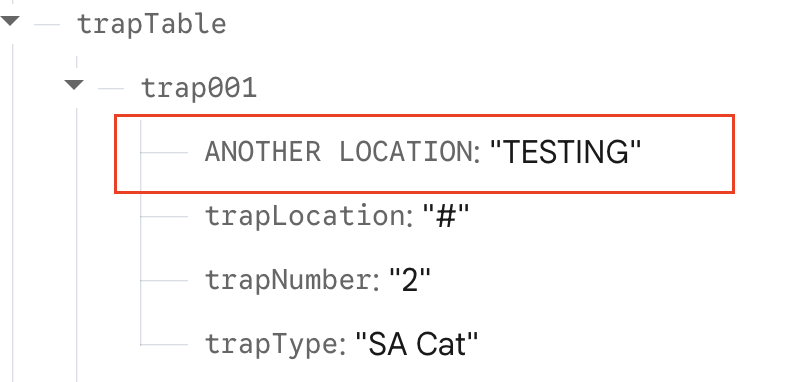 trapTable
trap001
ANOTHER LOCATION: "TESTING"
trapLocation: "#"
trapNumber: "2"
trapType: "SA Cat"